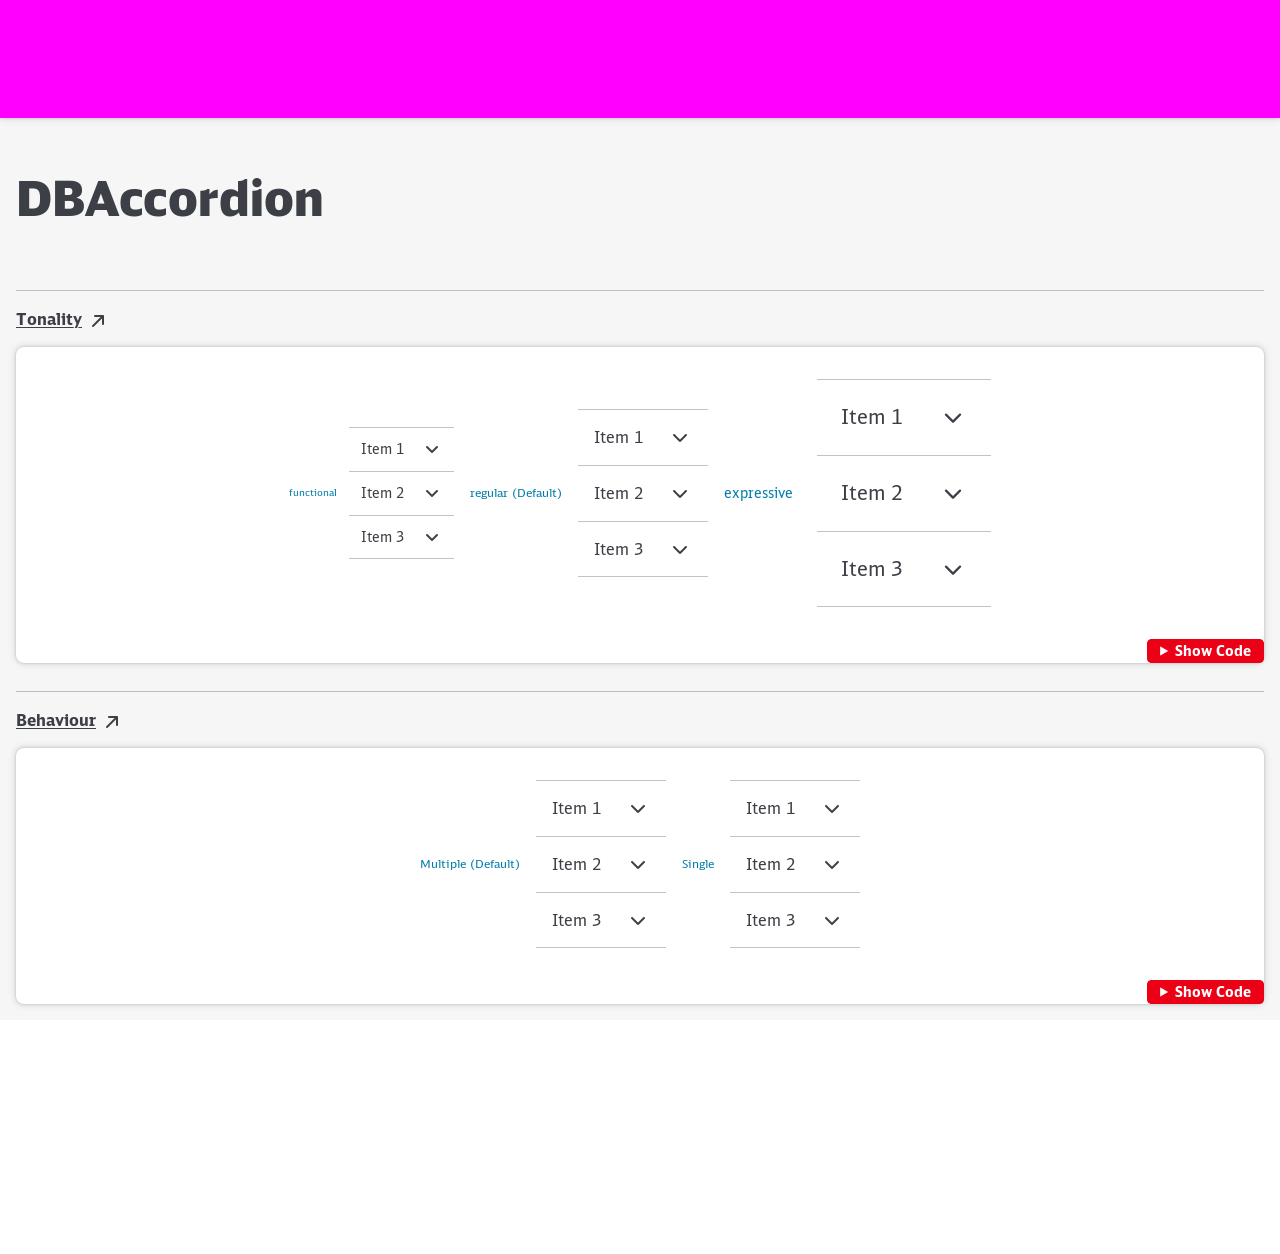 DBAccordion
Tonality
functional
Item 1
Item 2
Item 3
regular (Default)
Item 1
Item 2
Item 3
expressive
Item 1
Item 2
Item 3
Show Code
Behaviour
Multiple (Default)
Item 1
Item 2
Item 3
Single
Item 1
Item 2
Item 3
Show Code